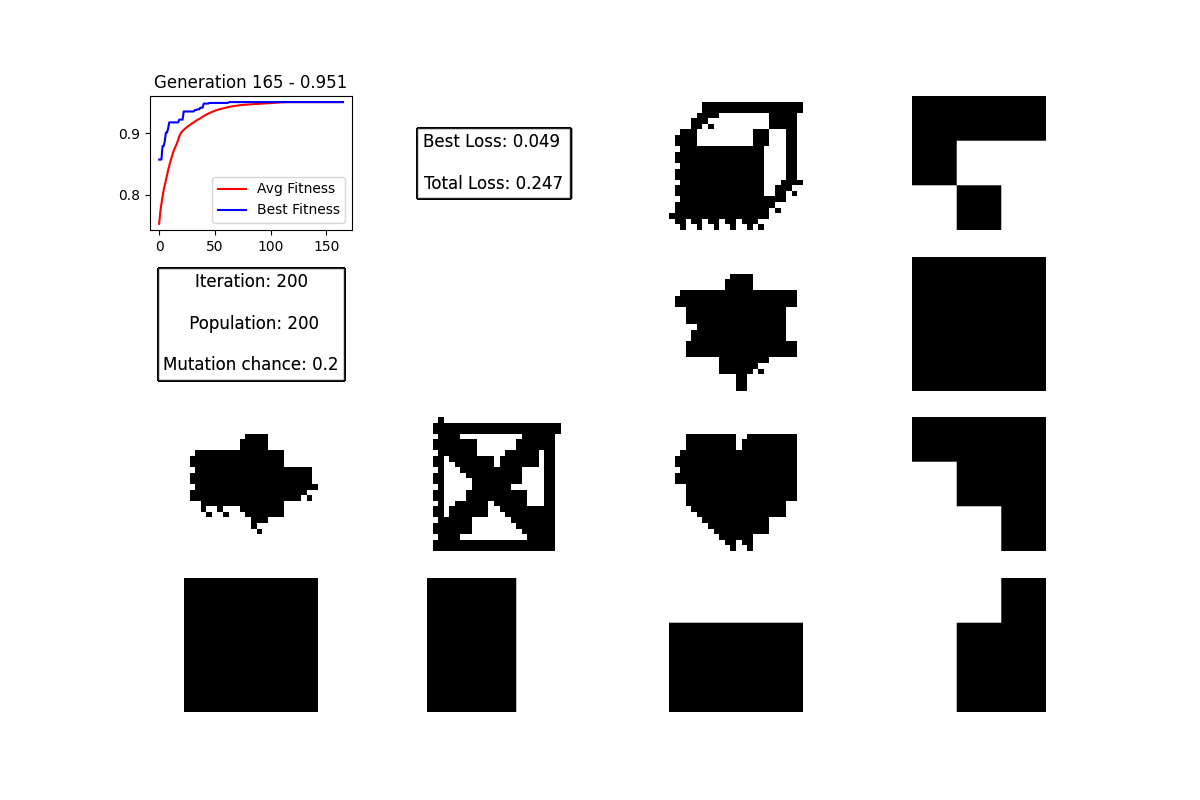 Generation 165 - 0.951
0.9
0.8
Avg Fitness
Best Fitness
0 50 100 150
Best Loss: 0.049
Total Loss: 0.247
Iteration: 200
Population: 200
Mutation chance: 0.2